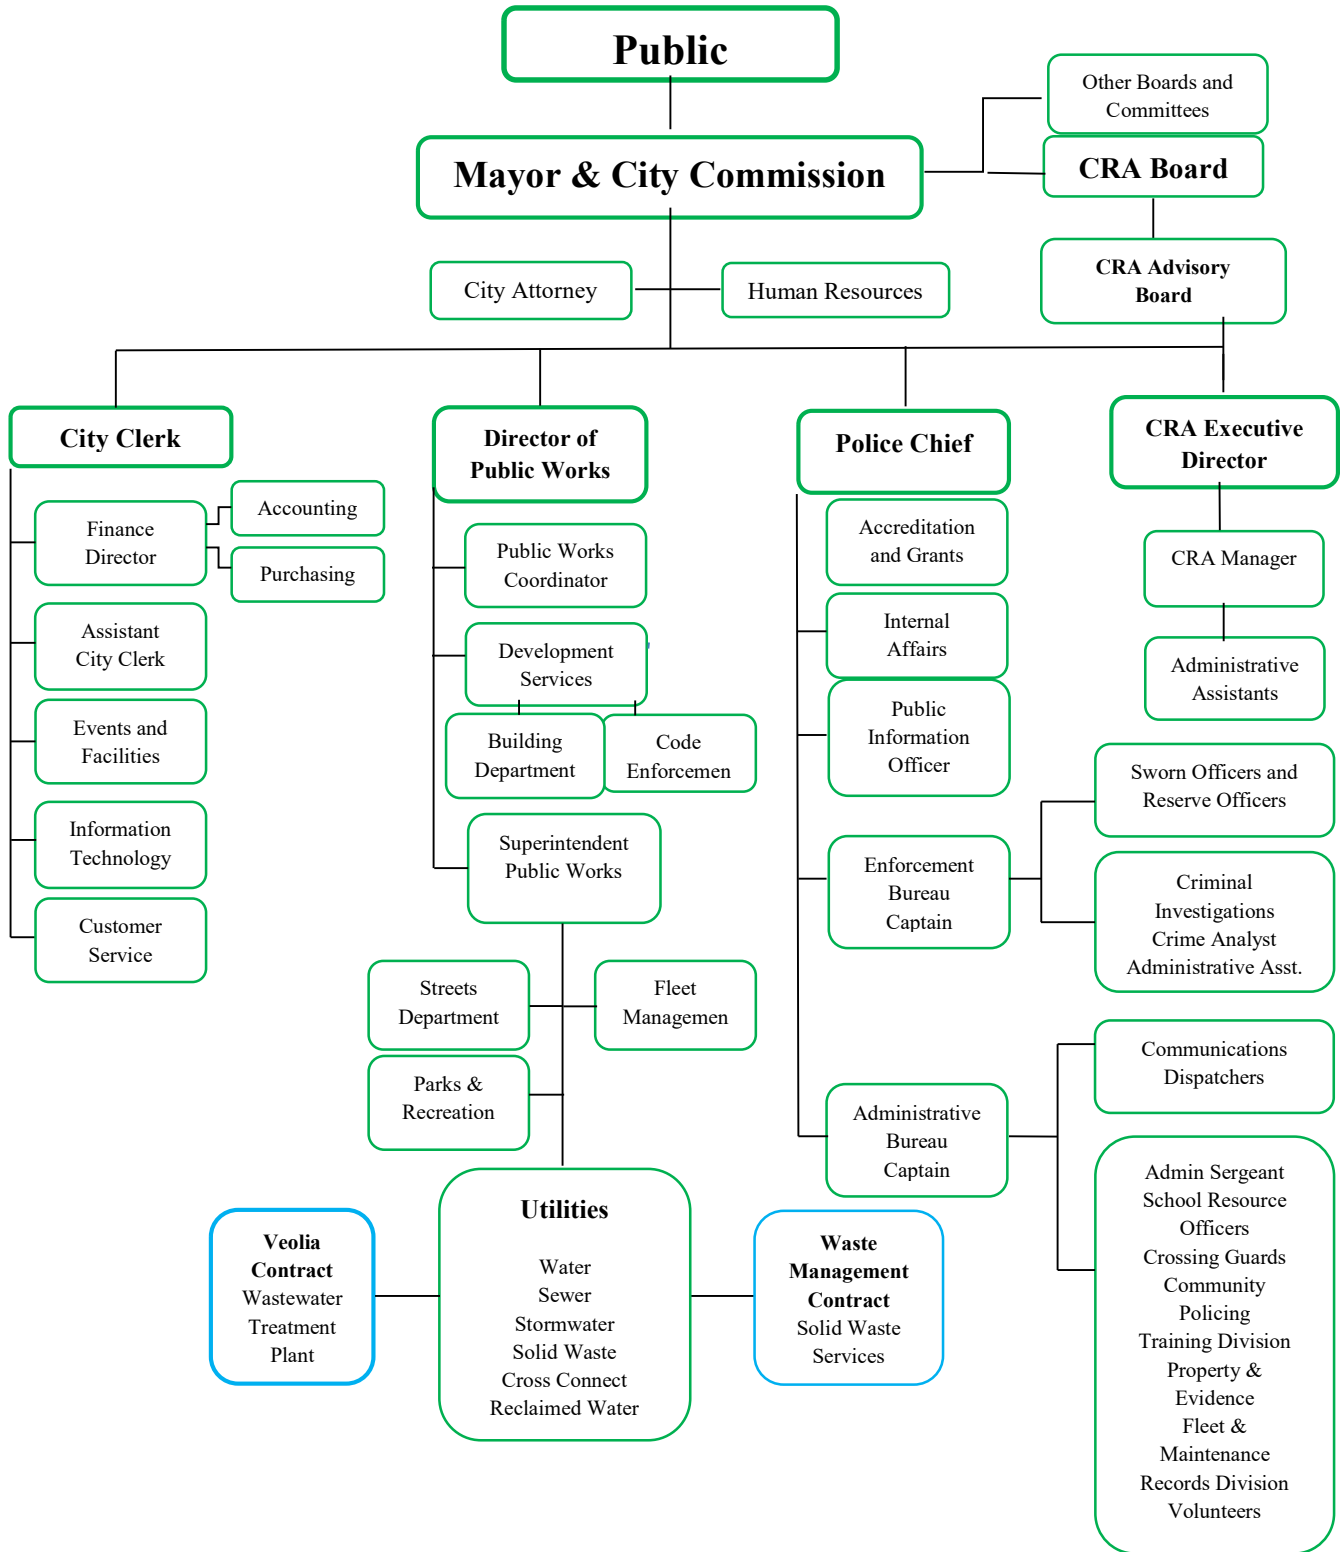 Public
Other Boards and
Committees
Mayor & City Commission
CRA Board
CRA Advisory
Board
City Attorney
Human Resources
City Clerk
Director of
Public Works
Police Chief
CRA Executive
Director
Finance
Director
Accounting
Purchasing
Assistant
City Clerk
Events and
Facilities
Information
Technology
Customer
Service
Public Works
Coordinator
Development
Services
Building
Department
Code
Enforcemen
Superintendent
Public Works
Streets
Department
Fleet
Managemen
Parks &
Recreation
Utilities
Water
Sewer
Stormwater
Solid Waste
Cross Connect
Reclaimed Water
Veolia
Contract
Wastewater
Treatment
Plant
Waste
Management
Contract
Solid Waste
Services
Accreditation
and Grants
Internal
Affairs
Public
Information
Officer
Enforcement
Bureau
Captain
Administrative
Bureau
Captain
CRA Manager
Administrative
Assistants
Sworn Officers and
Reserve Officers
Criminal
Investigations
Crime Analyst
Administrative Asst.
Communications
Dispatchers
Admin Sergeant
School Resource
Officers
Crossing Guards
Community
Policing
Training Division
Property &
Evidence
Fleet &
Maintenance
Records Division
Volunteers